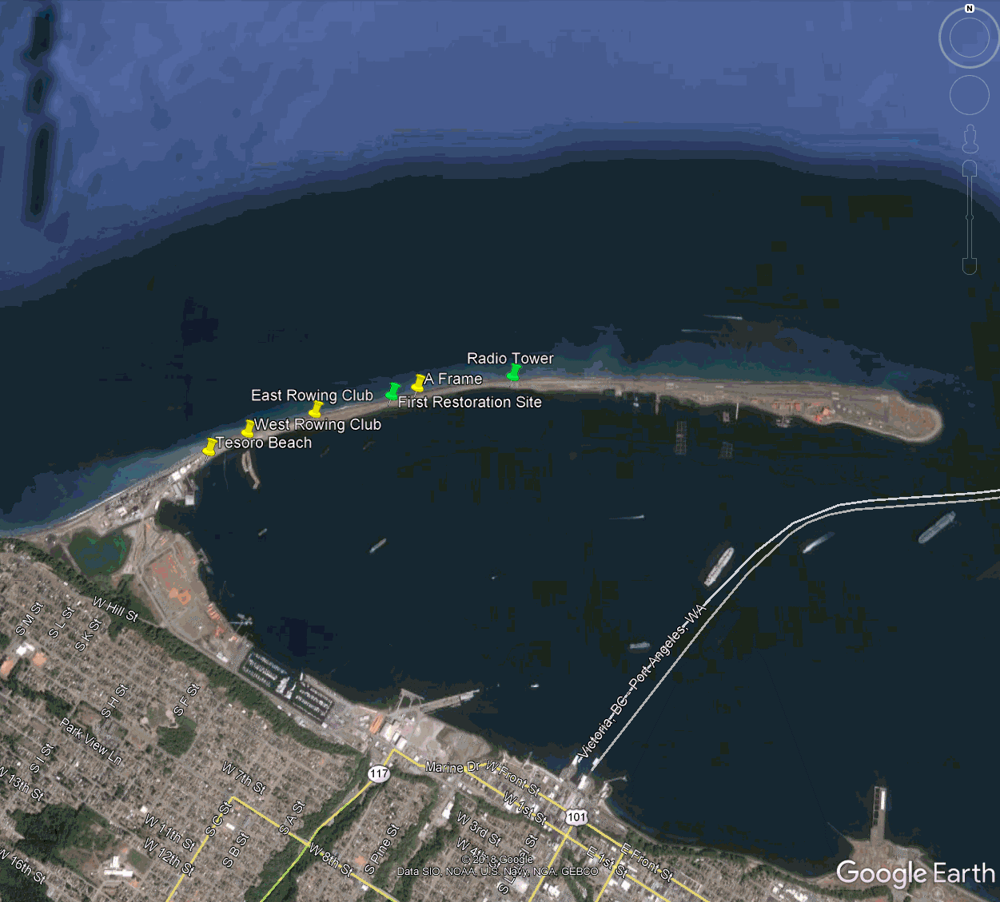 N
Radio Tower
A Frame
East Rowing Club
First Restoration Site
West Rowing Club
Tesoro Beach
W Hill St
S M St
S L St
S K St
Victoria, BC - Port Angeles, WA
S H St
S F St
Park View Ln
S I St
W 7th St
117
Marine Dr
W Front St
W 13th St
S C St
S A St
W 1st St
101
W 11th St
W 12th St
S B St
W 3rd St
W 4th
S Pine St
W 8th St
E 1st St
E Front St
W 16th St
© 2018 Google
Data SIO, NOAA, U.S. Navy, NGA, GEBCO
Google Earth